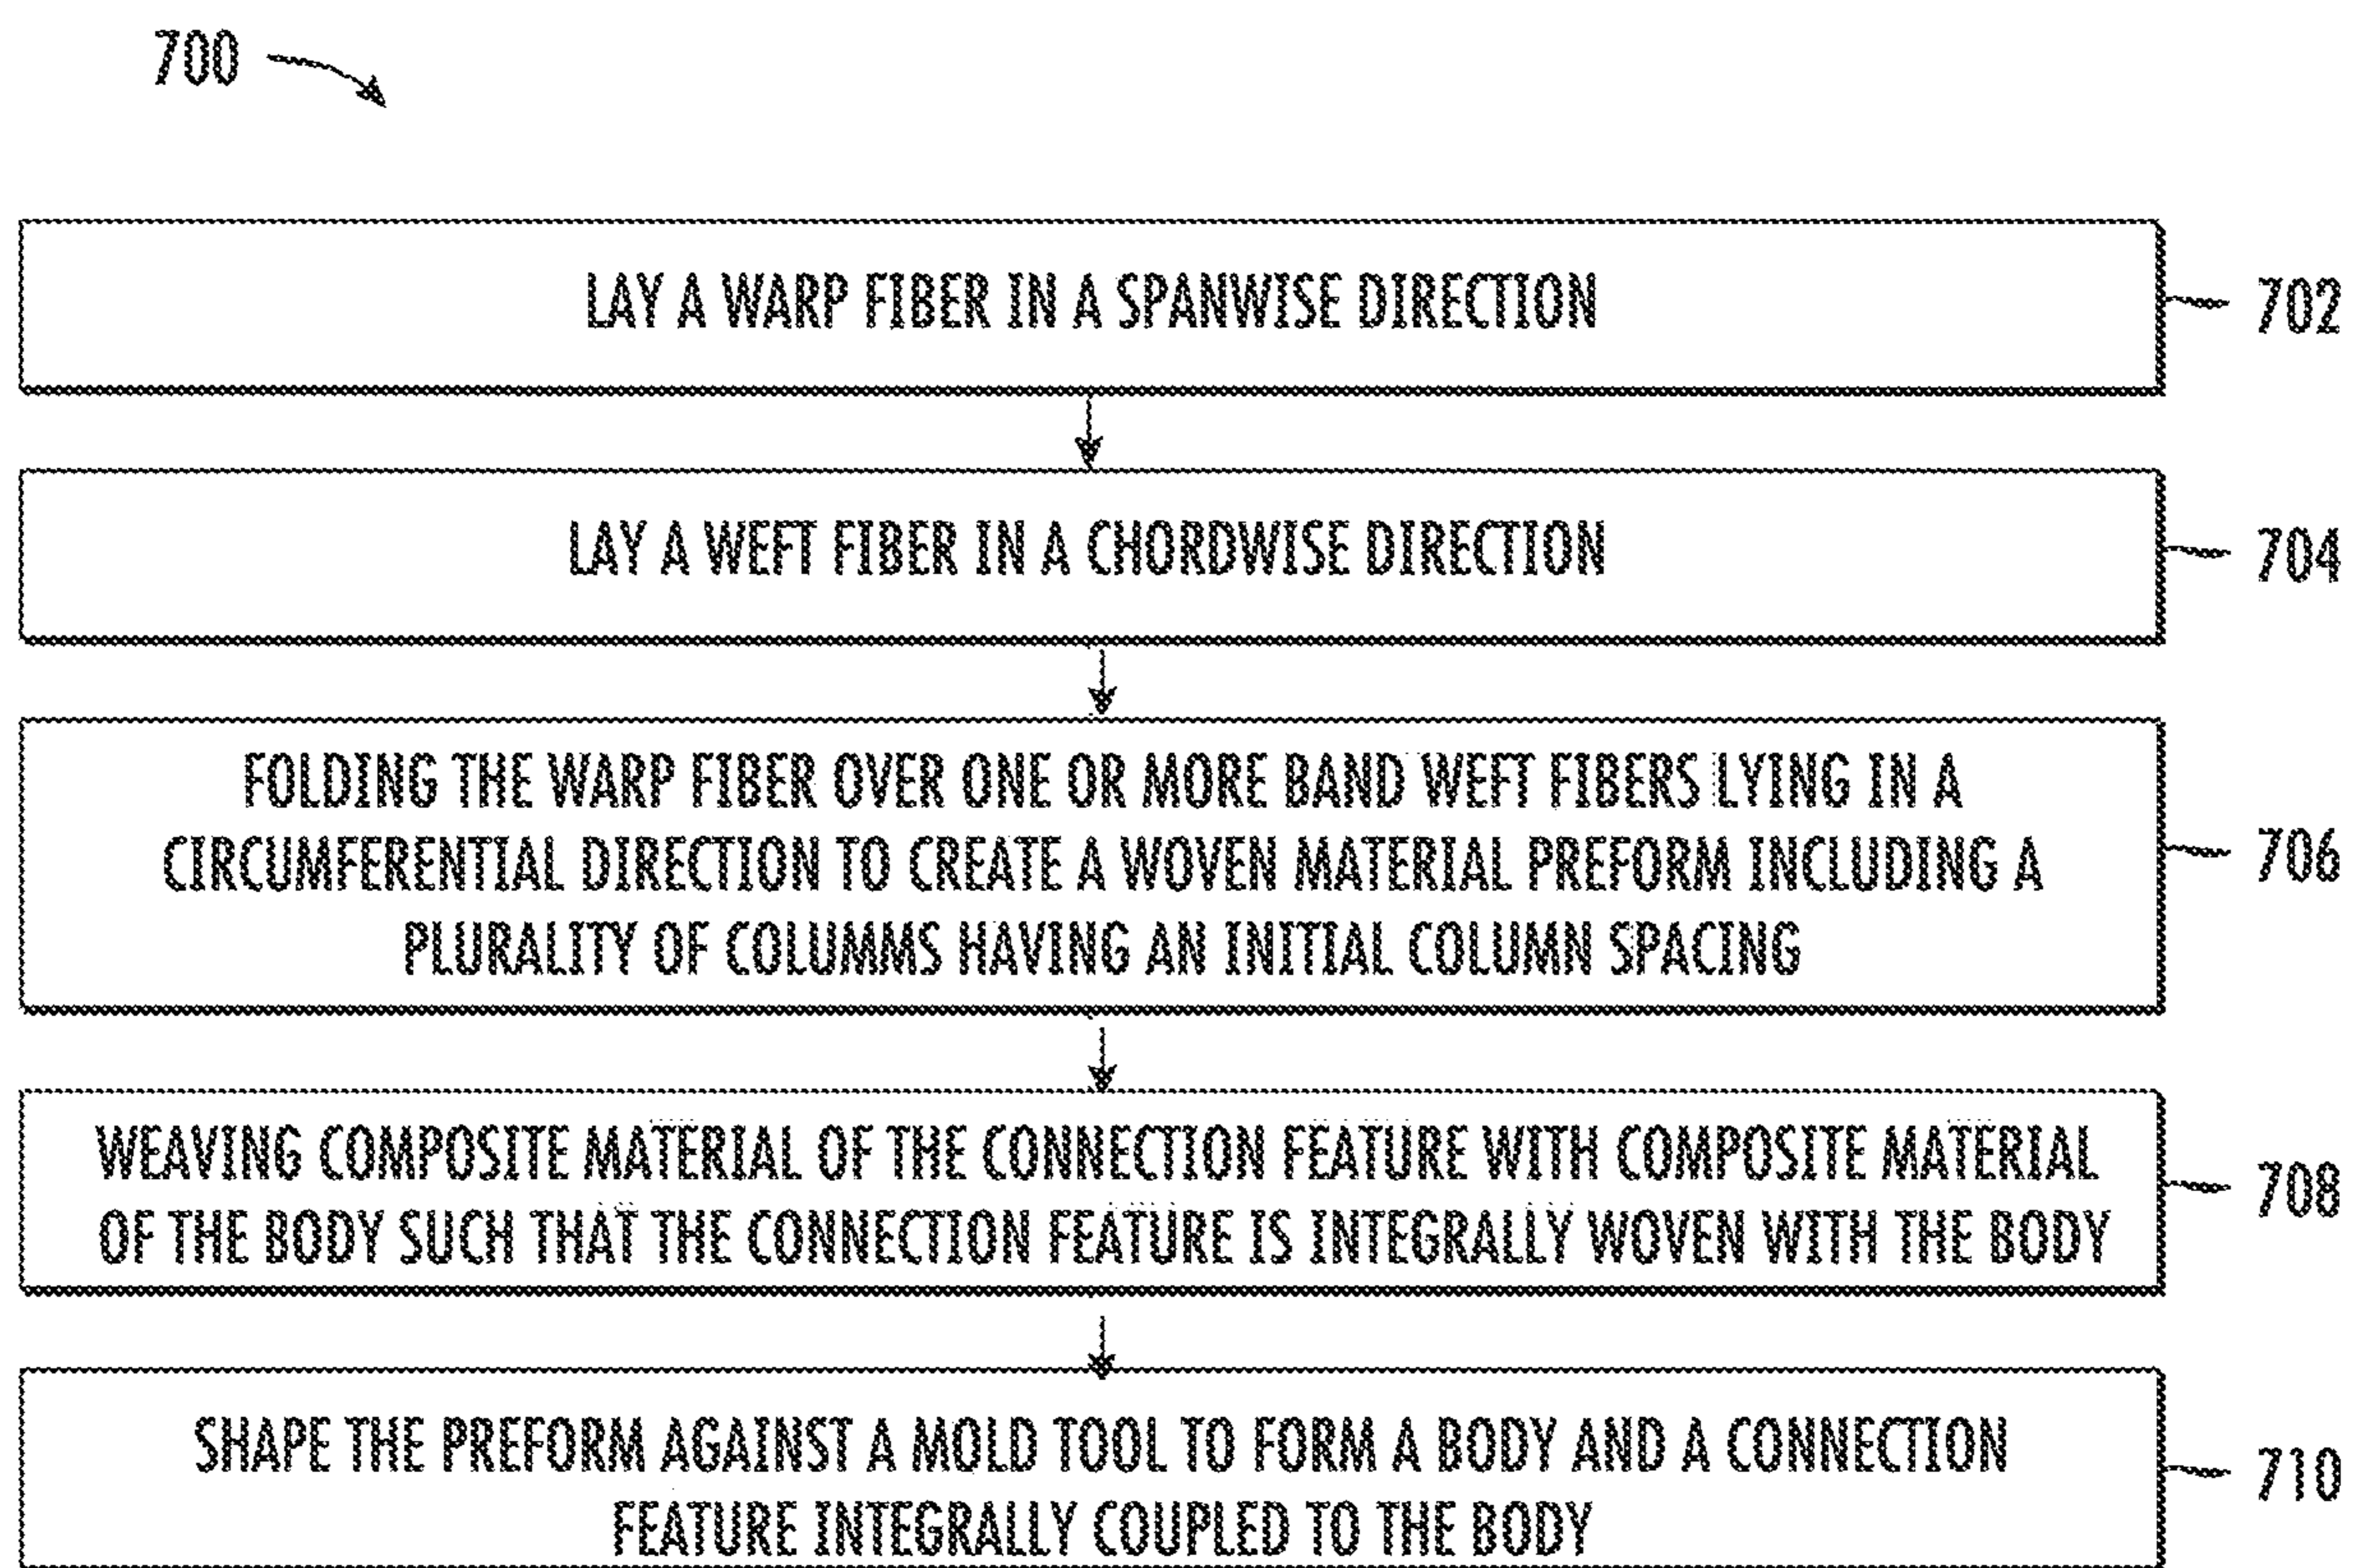 700
LAY A WARP FIBER IN A SPANWISE DIRECTION
702
LAY A WEFT FIBER IN A CHORDWISE DIRECTION
704
FOLDING THE WARP FIBER OVER ONE OR MORE BAND WEFT FIBERS LYING IN A
CIRCUMFERENTIAL DIRECTION TO CREATE A WOVEN MATERIAL PREFORM INCLUDING A
PLURALITY OF COLUMMS HAVING AN INITIAL COLUMN SPACING
706
WEAVING COMPOSITE MATERIAL OF THE CONNECTION FEATURE WITH COMPOSITE MATERIAL
OF THE BODY SUCH THAT THE CONNECTION FEATURE IS INTEGRALLY WOVEN WITH THE BODY
708
SHAPE THE PREFORM AGAINST A MOLD TOOL TO FORM A BODY AND A CONNECTION
FEATURE INTEGRALLY COUPLED TO THE BODY
710